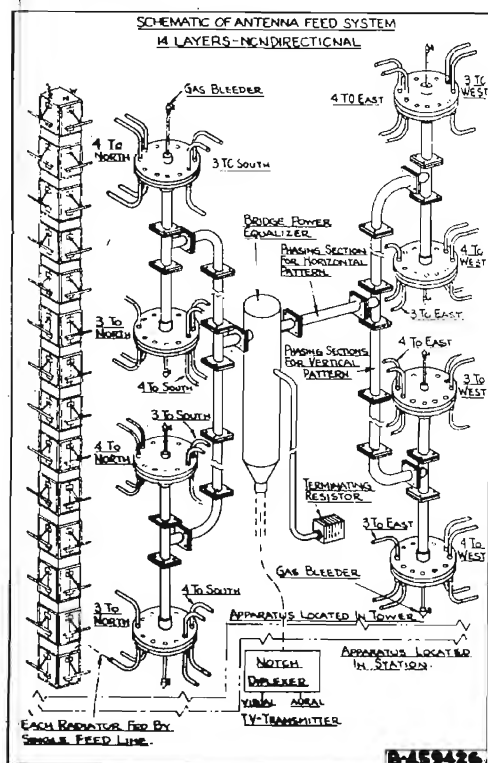 SCHEMATIC OF ANTENNA FEED SYSTEM
14 LAYERS-NONDIRECTIONAL
GAS BLEEDER
4 TO
NORTH
3 TO SOUTH
4 TO EAST
3 TO
WEST
BRIDGE POWER
EQUALIZER
PHASING SECTION
FOR HORIZONTAL
PATTERN
4 TO
WEST
3 TO EAST
3 TO
NORTH
4 TO SOUTH
PHASING SECTIONS
FOR VERTICAL
PATTERN
4 TO EAST
3 TO
WEST
3 TO SOUTH
4 TO
NORTH
TERMINATING
RESISTOR
3 TO EAST
4 TO
WEST
GAS BLEEDER
3 TO
NORTH
4 TO SOUTH
APPARATUS LOCATED IN TOWER
APPARATUS LOCATED
IN STATION.
NOTCH
DIPLEXER
VISUAL AURAL
TV-TRANSMITTER
EACH RADIATOR FED BY
SINGLE FEED LINE.
B-459426